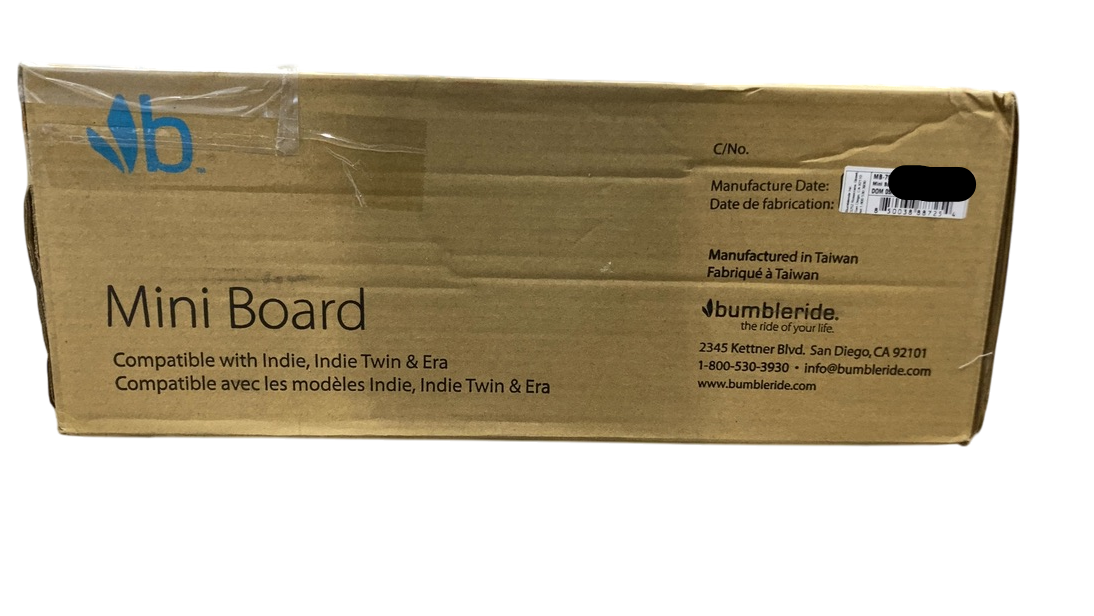 b
Mini Board
Compatible with Indie, Indie Twin & Era
Compatible avec les modèles Indie, Indie Twin & Era
C/No.
Manufacture Date:
Date de fabrication:
Manufactured in Taiwan
Fabriqué à Taiwan
bumbleride.
the ride of your life.
2345 Kettner Blvd. San Diego, CA 92101
1-800-530-3930 • info@bumbleride.com
www.bumbleride.com
Mini
DOM